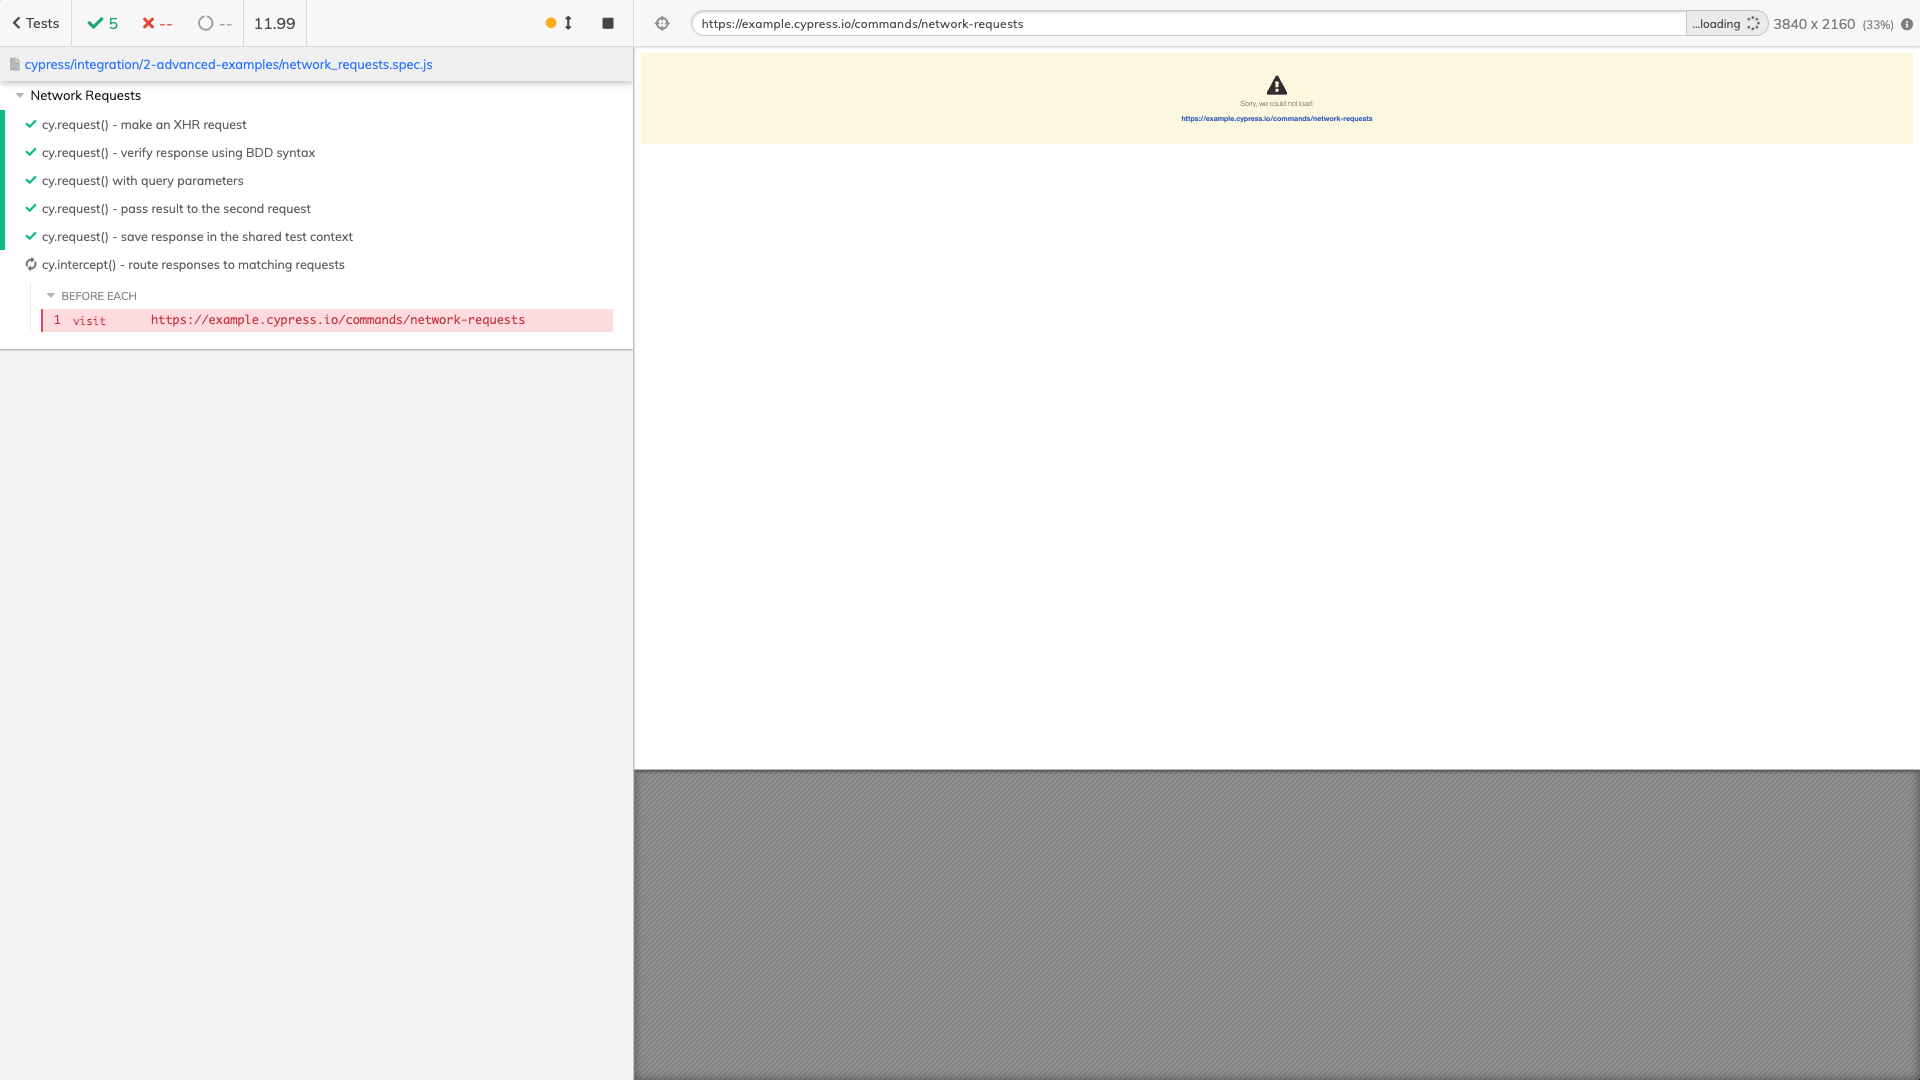 Tests 5 -- -- 11.99
https://example.cypress.io/commands/network-requests ...loading 3840 x 2160 (33%)
cypress/integration/2-advanced-examples/network_requests.spec.js
Network Requests
cy.request() - make an XHR request
cy.request() - verify response using BDD syntax
cy.request() with query parameters
cy.request() - pass result to the second request
cy.request() - save response in the shared test context
cy.intercept() - route responses to matching requests
BEFORE EACH
1 visit https://example.cypress.io/commands/network-requests
Sorry, we could not load:
https://example.cypress.io/commands/network-requests